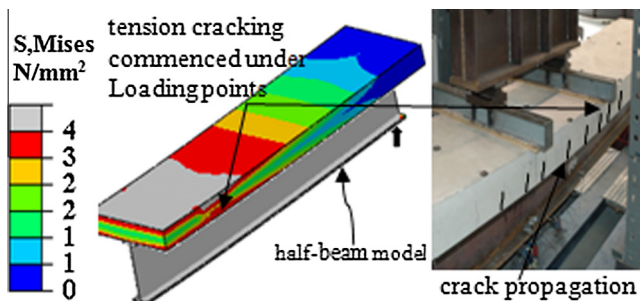 S,Mises
N/mm²
4
3
3
2
2
1
1
0
tension cracking
commenced under
Loading points
half-beam model
crack propagation